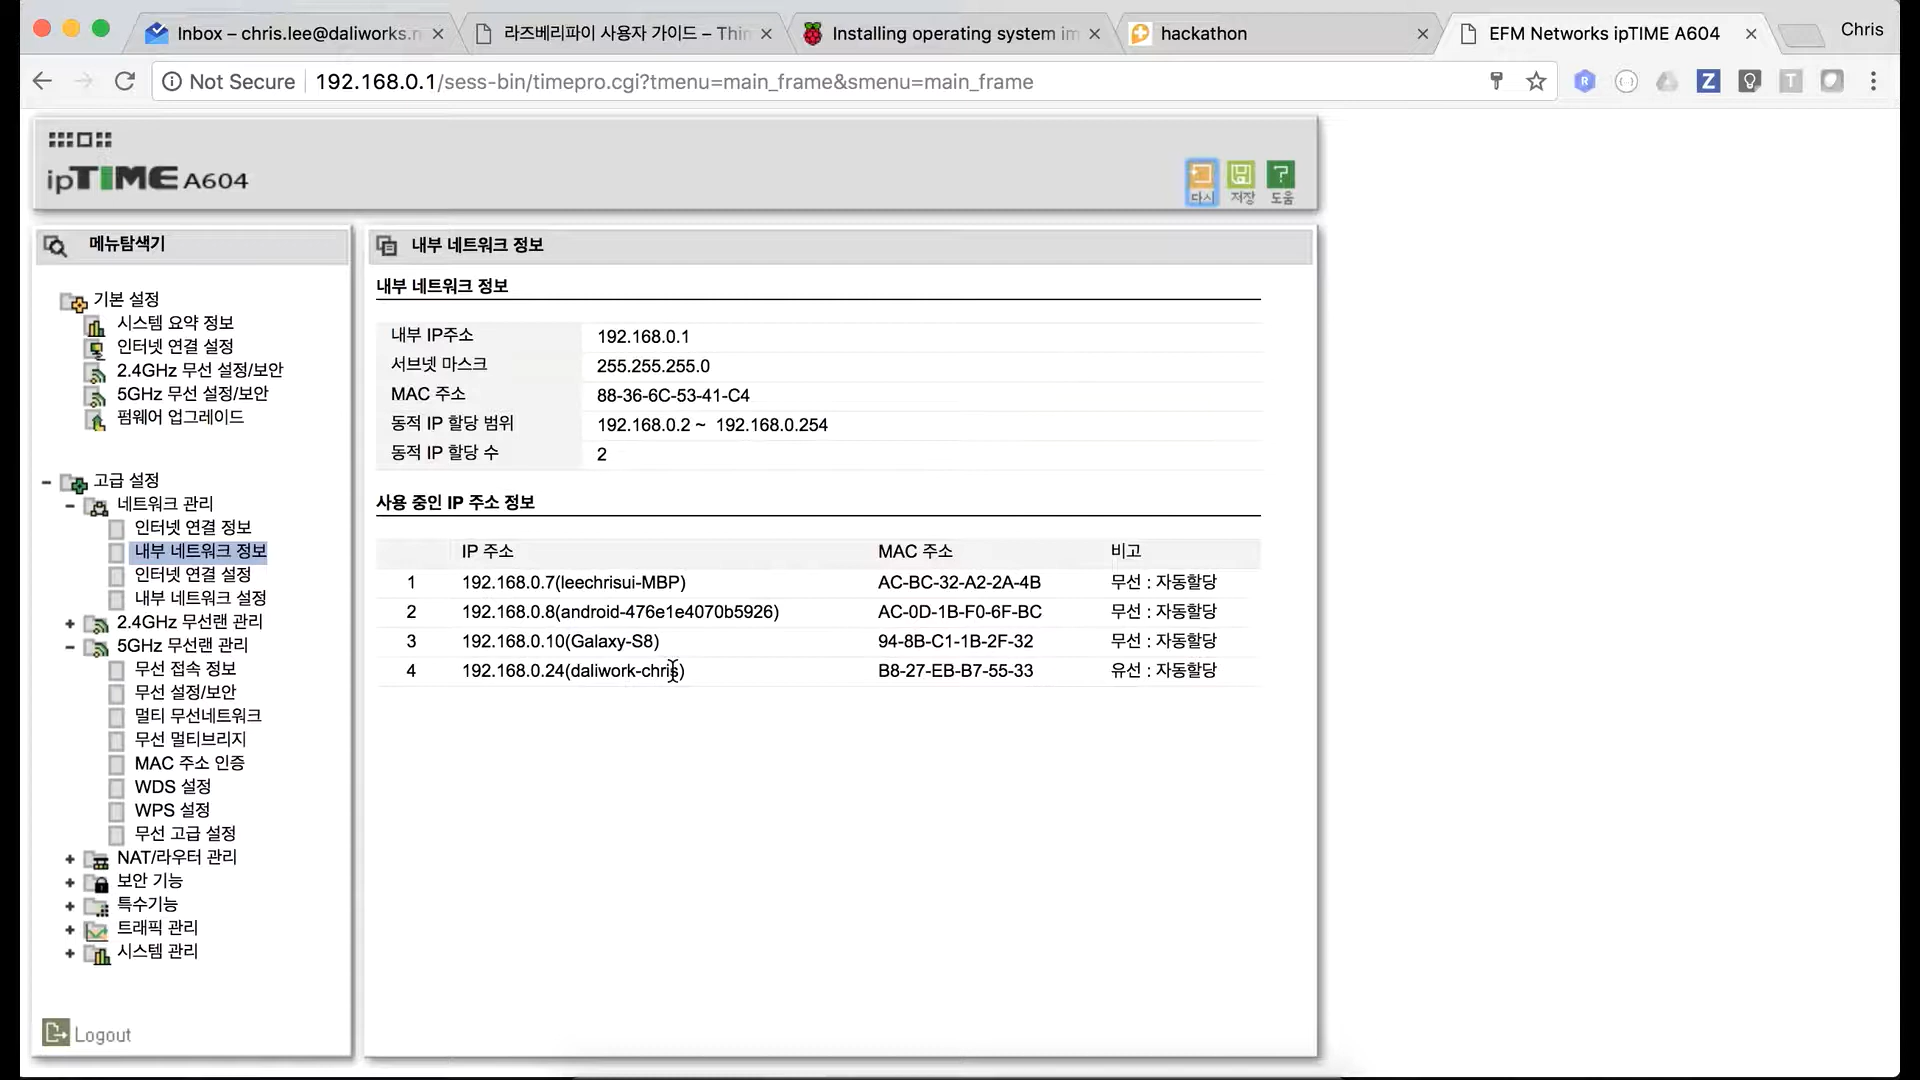 Inbox – chris.lee@daliworks.n
라즈베리파이 사용자 가이드 – Thin
Installing operating system im
hackathon
EFM Networks ipTIME A604
Chris
Not Secure
192.168.0.1/sess-bin/timepro.cgi?tmenu=main_frame&smenu=main_frame
ipTIME A604
다시
저장
도움
메뉴탐색기
기본 설정
시스템 요약 정보
인터넷 연결 설정
2.4GHz 무선 설정/보안
5GHz 무선 설정/보안
펌웨어 업그레이드
고급 설정
네트워크 관리
인터넷 연결 정보
내부 네트워크 정보
인터넷 연결 설정
내부 네트워크 설정
2.4GHz 무선랜 관리
5GHz 무선랜 관리
무선 접속 정보
무선 설정/보안
멀티 무선네트워크
무선 멀티브리지
MAC 주소 인증
WDS 설정
WPS 설정
무선 고급 설정
NAT/라우터 관리
보안 기능
특수기능
트래픽 관리
시스템 관리
Logout
내부 네트워크 정보
내부 네트워크 정보
내부 IP주소 192.168.0.1
서브넷 마스크 255.255.255.0
MAC 주소 88-36-6C-53-41-C4
동적 IP 할당 범위 192.168.0.2 ~ 192.168.0.254
동적 IP 할당 수 2
사용 중인 IP 주소 정보
IP 주소 MAC 주소 비고
1 192.168.0.7(leechrisui-MBP) AC-BC-32-A2-2A-4B 무선 : 자동할당
2 192.168.0.8(android-476e1e4070b5926) AC-0D-1B-F0-6F-BC 무선 : 자동할당
3 192.168.0.10(Galaxy-S8) 94-8B-C1-1B-2F-32 무선 : 자동할당
4 192.168.0.24(daliwork-chris) B8-27-EB-B7-55-33 유선 : 자동할당